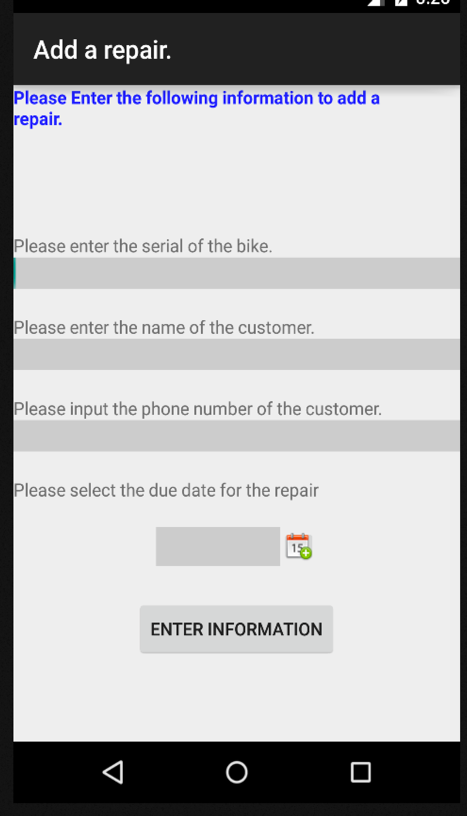 Add a repair.
Please Enter the following information to add a
repair.
Please enter the serial of the bike.
Please enter the name of the customer.
Please input the phone number of the customer.
Please select the due date for the repair
15
ENTER INFORMATION